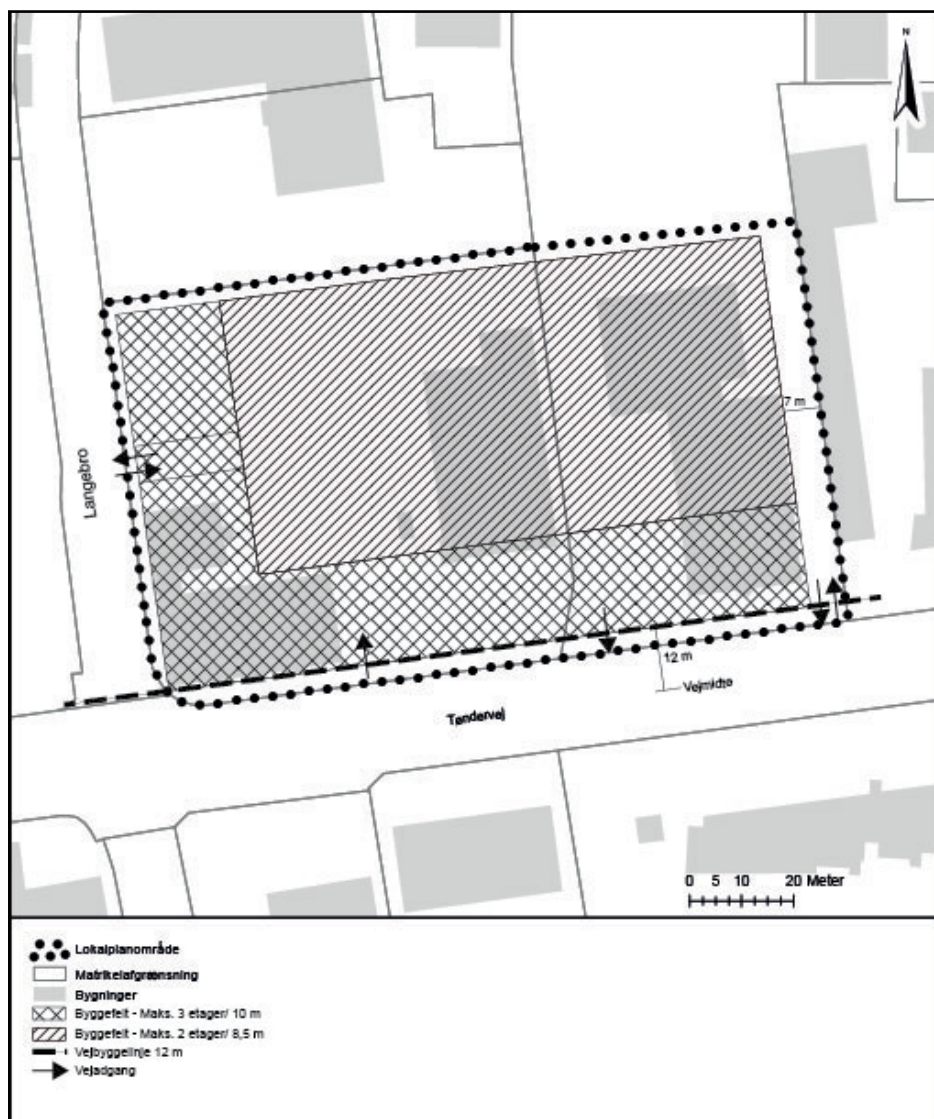 N
7 m
Langebro
12 m
Vejmidte
Tøndervej
0 5 10 20 Meter
Lokalplanområde
Matrikelafgrænsning
Bygninger
Byggefelt - Maks. 3 etager/ 10 m
Byggefelt - Maks. 2 etager/ 8,5 m
Vejbyggelinje 12 m
Vejadgang